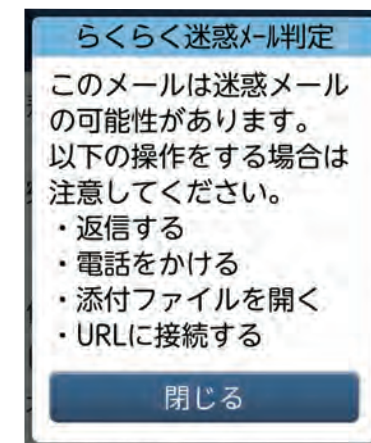 らくらく迷惑ﾒｰﾙ判定
このメールは迷惑メール
の可能性があります。
以下の操作をする場合は
注意してください。
・返信する
・電話をかける
・添付ファイルを開く
・URLに接続する
閉じる